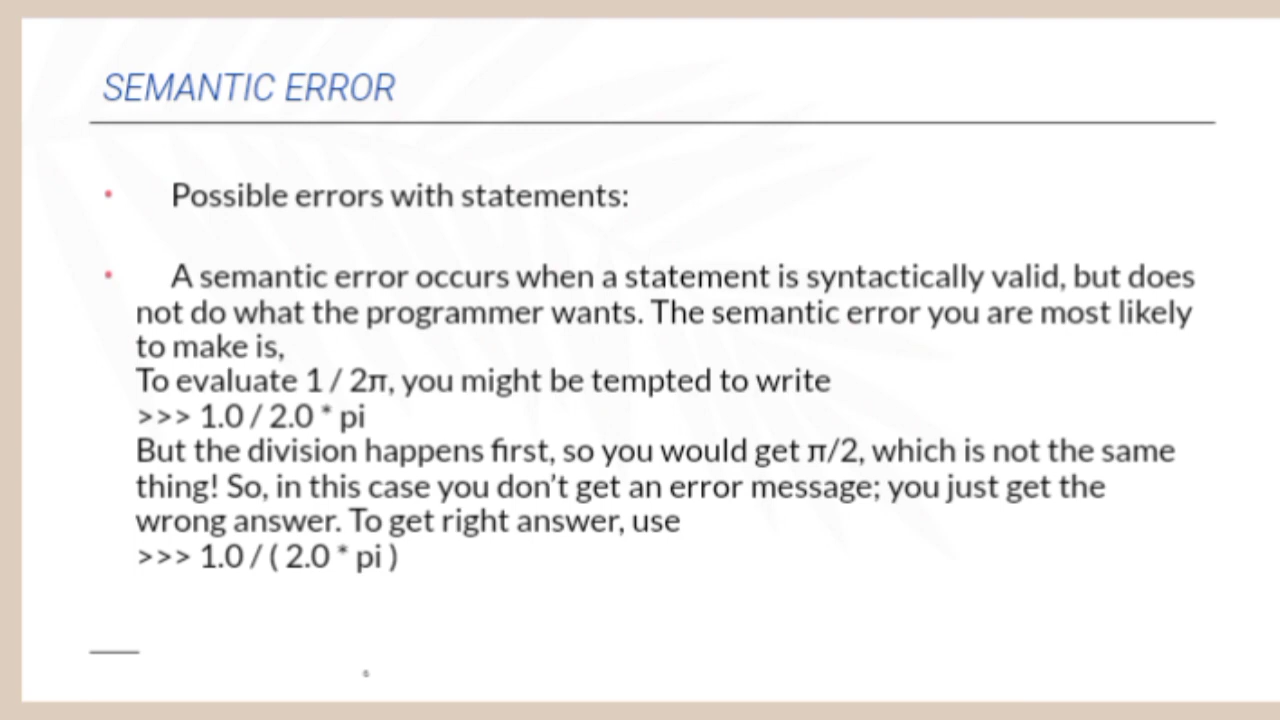 SEMANTIC ERROR
• Possible errors with statements:
• A semantic error occurs when a statement is syntactically valid, but does
not do what the programmer wants. The semantic error you are most likely
to make is,
To evaluate 1 / 2π, you might be tempted to write
>>> 1.0 / 2.0 * pi
But the division happens first, so you would get π/2, which is not the same
thing! So, in this case you don’t get an error message; you just get the
wrong answer. To get right answer, use
>>> 1.0 / ( 2.0 * pi )